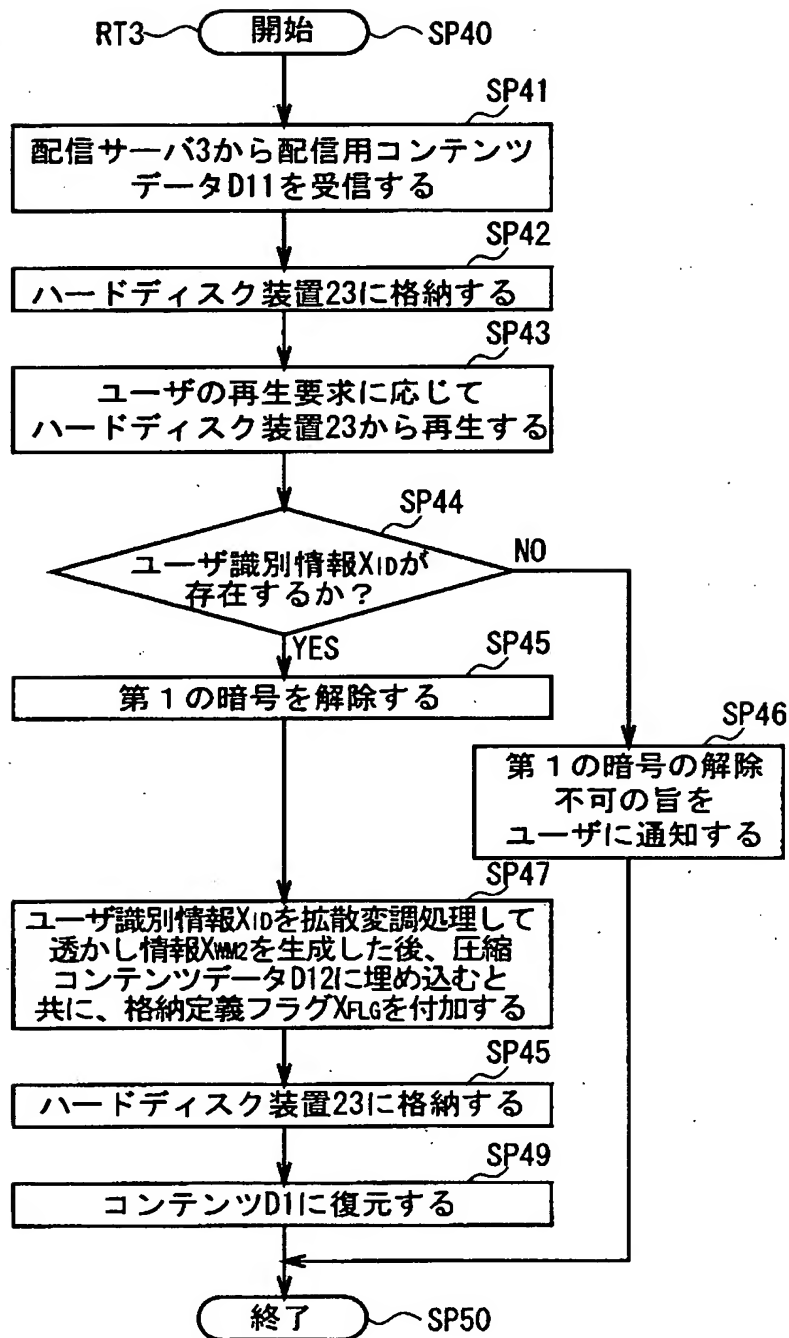 RT3 開始 SP40
SP41
配信サーバ3から配信用コンテンツ
データD11を受信する
SP42
ハードディスク装置23に格納する
SP43
ユーザの再生要求に応じて
ハードディスク装置23から再生する
SP44
ユーザ識別情報XIDが
存在するか?
NO
YES
SP45
第1の暗号を解除する
SP46
第1の暗号の解除
不可の旨を
ユーザに通知する
SP47
ユーザ識別情報XIDを拡散変調処理して
透かし情報XWM2を生成した後、圧縮
コンテンツデータD12に埋め込むと
共に、格納定義フラグXFLGを付加する
SP45
ハードディスク装置23に格納する
SP49
コンテンツD1に復元する
終了 SP50